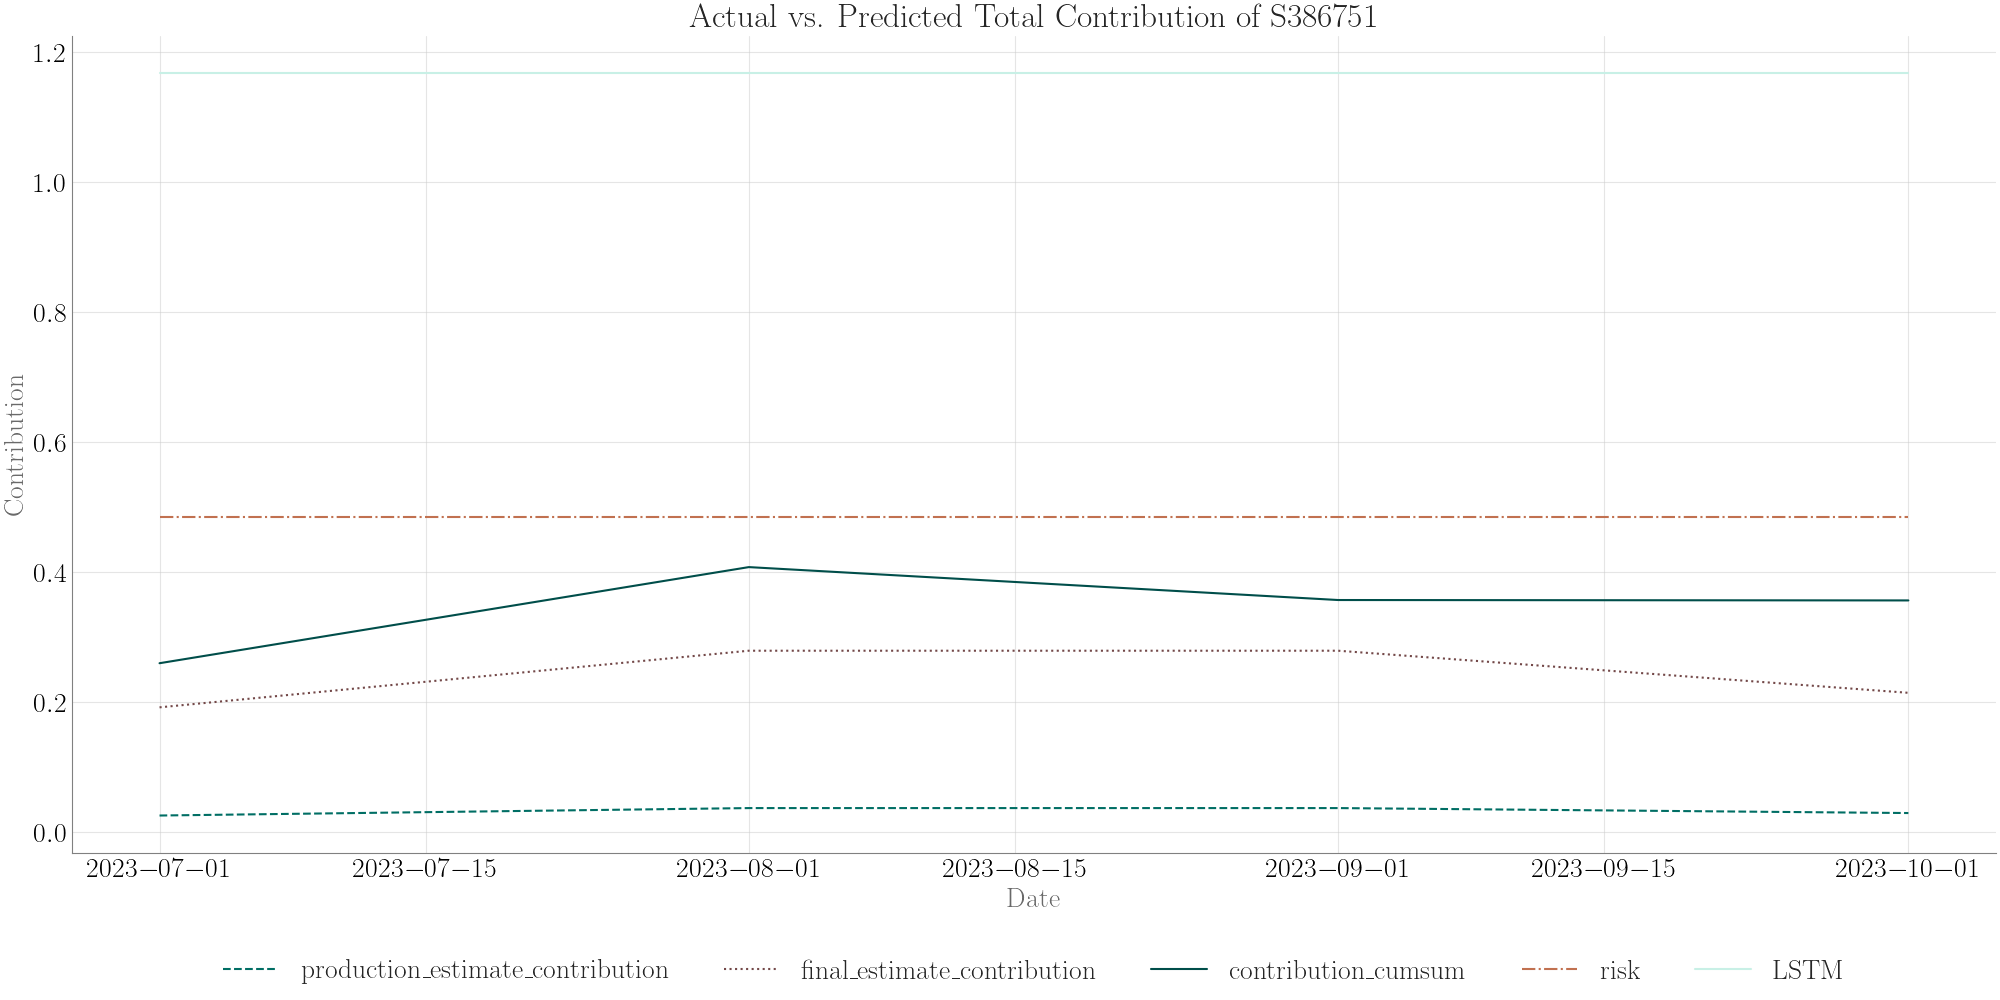 Actual vs. Predicted Total Contribution of S386751
1.2
1.0
0.8
0.6
0.4
0.2
0.0
Contribution
2023−07−01 2023−07−15 2023−08−01 2023−08−15 2023−09−01 2023−09−15 2023−10−01
Date
production_estimate_contribution final_estimate_contribution contribution_cumsum risk LSTM